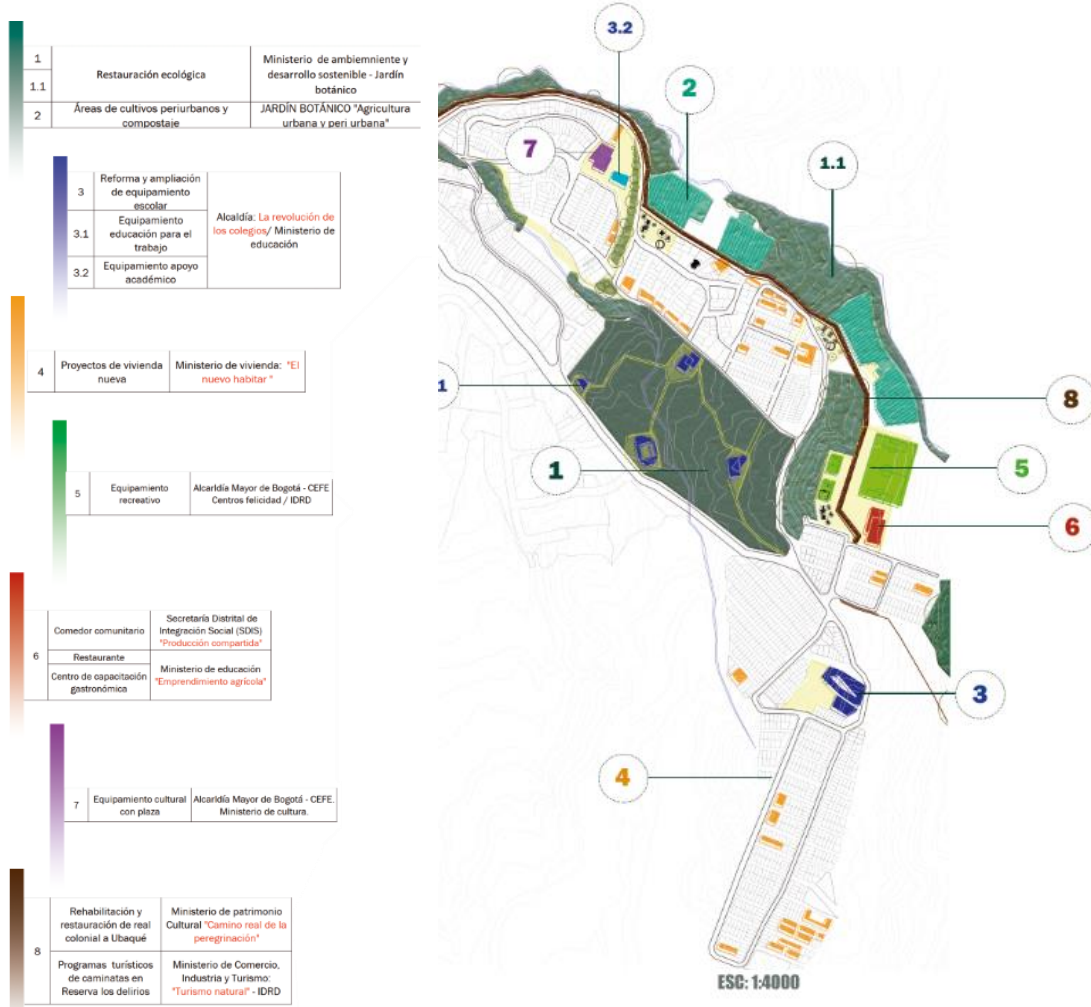 1
1.1
Restauración ecológica
Ministerio de ambiemniente y
desarrollo sostenible - Jardín
botánico
2
Áreas de cultivos periurbanos y
compostaje
JARDÍN BOTÁNICO "Agricultura
urbana y peri urbana"
3
Reforma y ampliación
de equipamiento
escolar
3.1
Equipamiento
educación para el
trabajo
3.2
Equipamiento apoyo
académico
Alcaldía: La revolución de
los colegios/ Ministerio de
educación
4
Proyectos de vivienda
nueva
Ministerio de vivienda: "El
nuevo habitar "
5
Equipamiento
recreativo
Alcarldía Mayor de Bogotá - CEFE
Centros felicidad / IDRD
6
Comedor comunitario
Secretaría Distrital de
Integración Social (SDIS)
"Producción compartida"
Restaurante
Centro de capacitación
gastronómica
Ministerio de educación
"Emprendimiento agrícola"
7
Equipamiento cultural
con plaza
Alcarldía Mayor de Bogotá - CEFE.
Ministerio de cultura.
8
Rehabilitación y
restauración de real
colonial a Ubaqué
Ministerio de patrimonio
Cultural "Camino real de la
peregrinación"
Programas turísticos
de caminatas en
Reserva los delirios
Ministerio de Comercio,
Industria y Turismo:
"Turismo natural" - IDRD
3.2
2
7
1.1
1
8
1
5
6
3
4
ESC: 1:4000